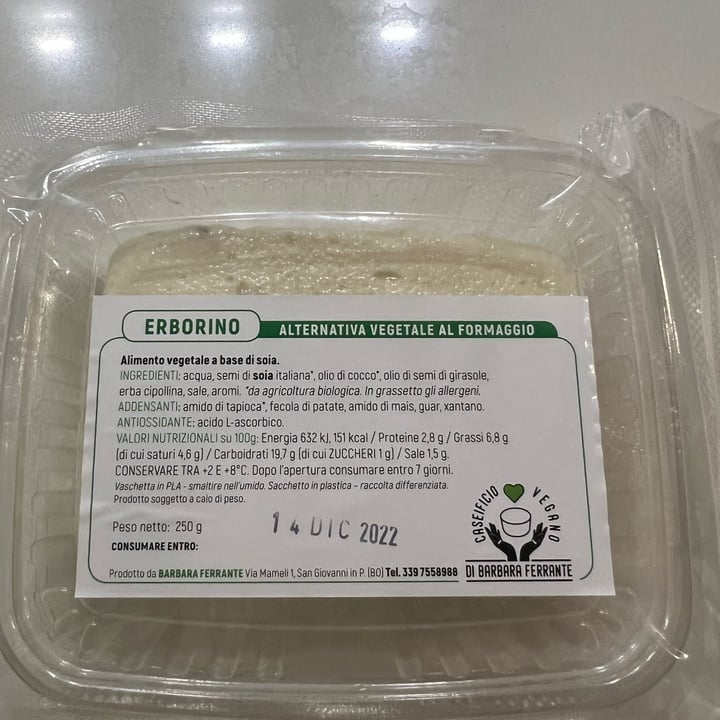 ERBORINO
ALTERNATIVA VEGETALE AL FORMAGGIO
Alimento vegetale a base di soia.
INGREDIENTI: acqua, semi di soia italiana*, olio di cocco*, olio di semi di girasole,
erba cipollina, sale, aromi. *da agricoltura biologica. In grassetto gli allergeni.
ADDENSANTI: amido di tapioca*, fecola di patate, amido di mais, guar, xantano.
ANTIOSSIDANTE: acido L-ascorbico.
VALORI NUTRIZIONALI su 100g: Energia 632 kJ, 151 kcal / Proteine 2,8 g / Grassi 6,8 g
(di cui saturi 4,6 g) / Carboidrati 19,7 g (di cui ZUCCHERI 1 g) / Sale 1,5 g.
CONSERVARE TRA +2 E +8°C. Dopo l'apertura consumare entro 7 giorni.
Vaschetta in PLA - smaltire nell'umido. Sacchetto in plastica - raccolta differenziata.
Prodotto soggetto a calo di peso.
Peso netto: 250 g
14 DIC 2022
CONSUMARE ENTRO:
CASEIFICIO VEGANO
DI BARBARA FERRANTE
Prodotto da BARBARA FERRANTE Via Mameli 1, San Giovanni in P. (BO) Tel. 339 7558988